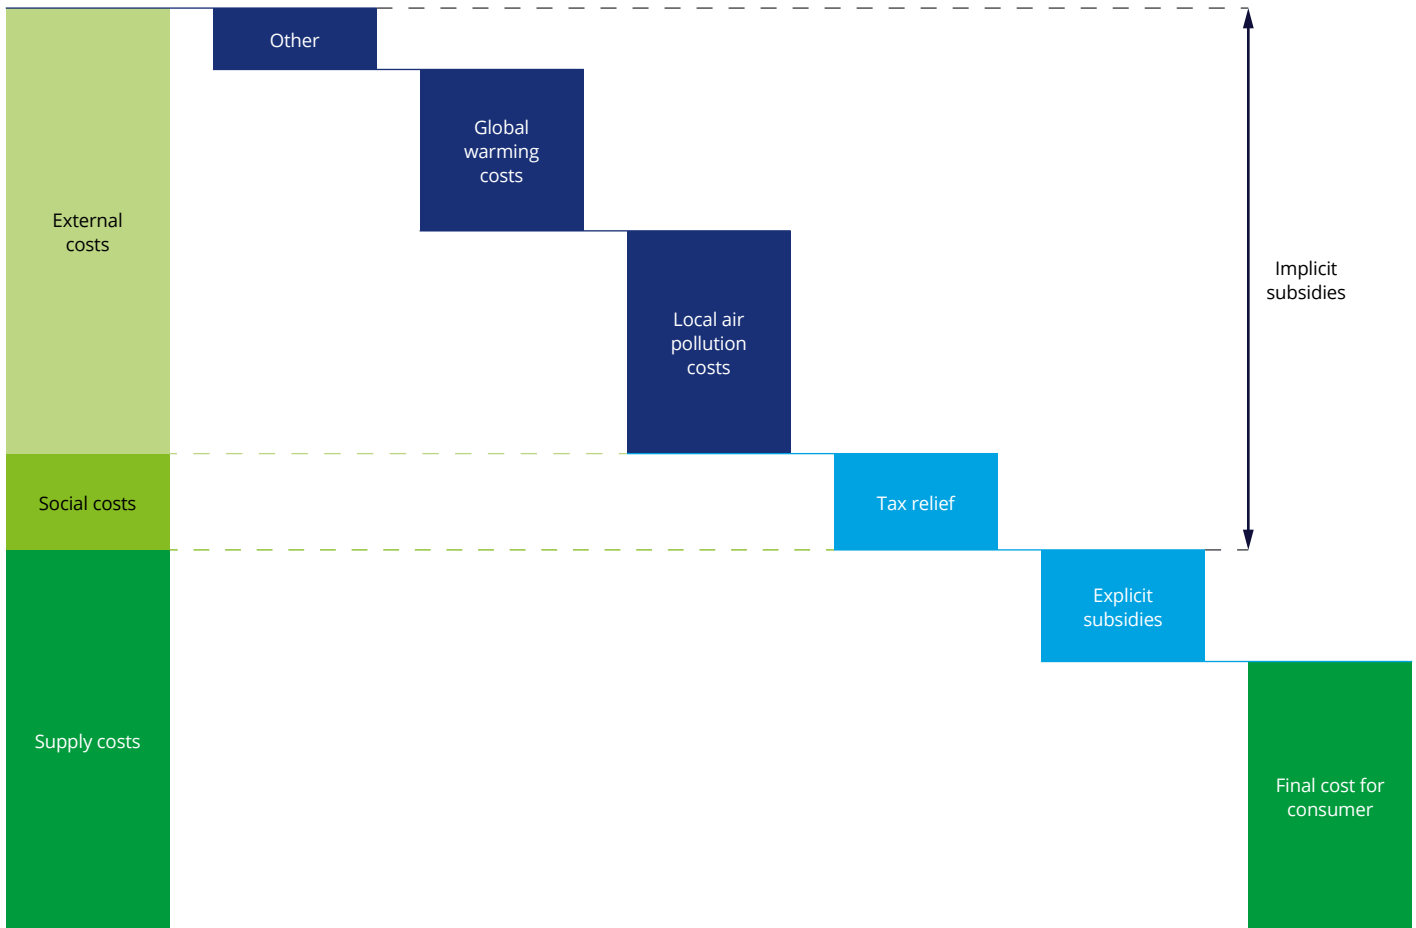 Other
Global
warming
costs
External
costs
Implicit
subsidies
Local air
pollution
costs
Social costs
Tax relief
Explicit
subsidies
Supply costs
Final cost for
consumer